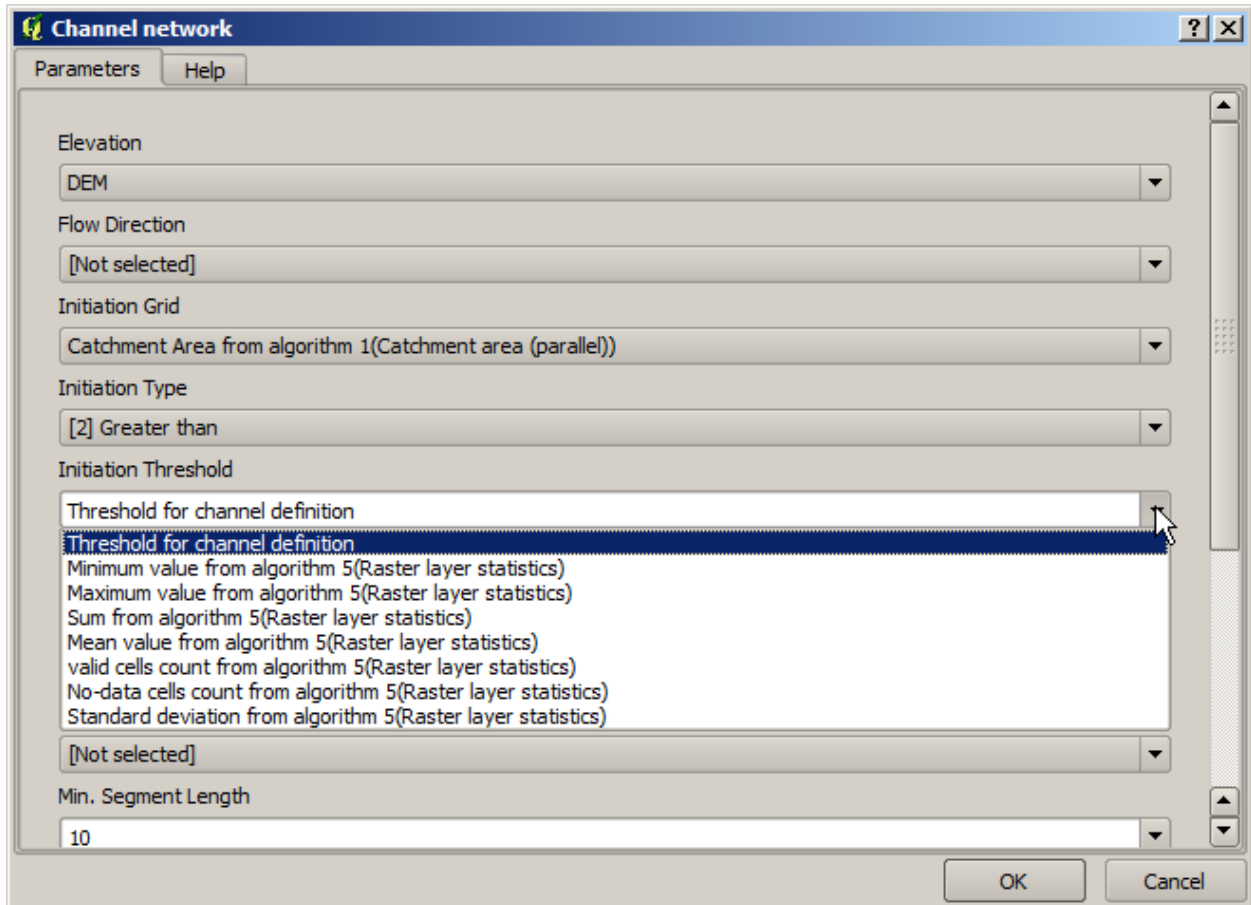 Channel network
Parameters Help
Elevation
DEM
Flow Direction
[Not selected]
Initiation Grid
Catchment Area from algorithm 1(Catchment area (parallel))
Initiation Type
[2] Greater than
Initiation Threshold
Threshold for channel definition
Threshold for channel definition
Minimum value from algorithm 5(Raster layer statistics)
Maximum value from algorithm 5(Raster layer statistics)
Sum from algorithm 5(Raster layer statistics)
Mean value from algorithm 5(Raster layer statistics)
valid cells count from algorithm 5(Raster layer statistics)
No-data cells count from algorithm 5(Raster layer statistics)
Standard deviation from algorithm 5(Raster layer statistics)
[Not selected]
Min. Segment Length
10
OK Cancel